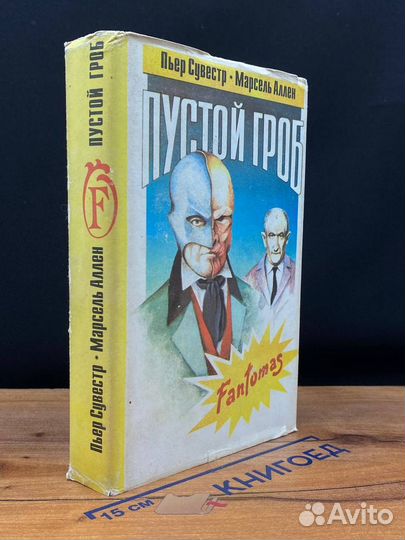 Пьер Сувестр • Марсель Аллен
ПУСТОЙ ГРОБ
Fantomas
Пьер Сувестр • Марсель Аллен
F
ПУСТОЙ ГРОБ
15 см
КНИГОЕД
Avito